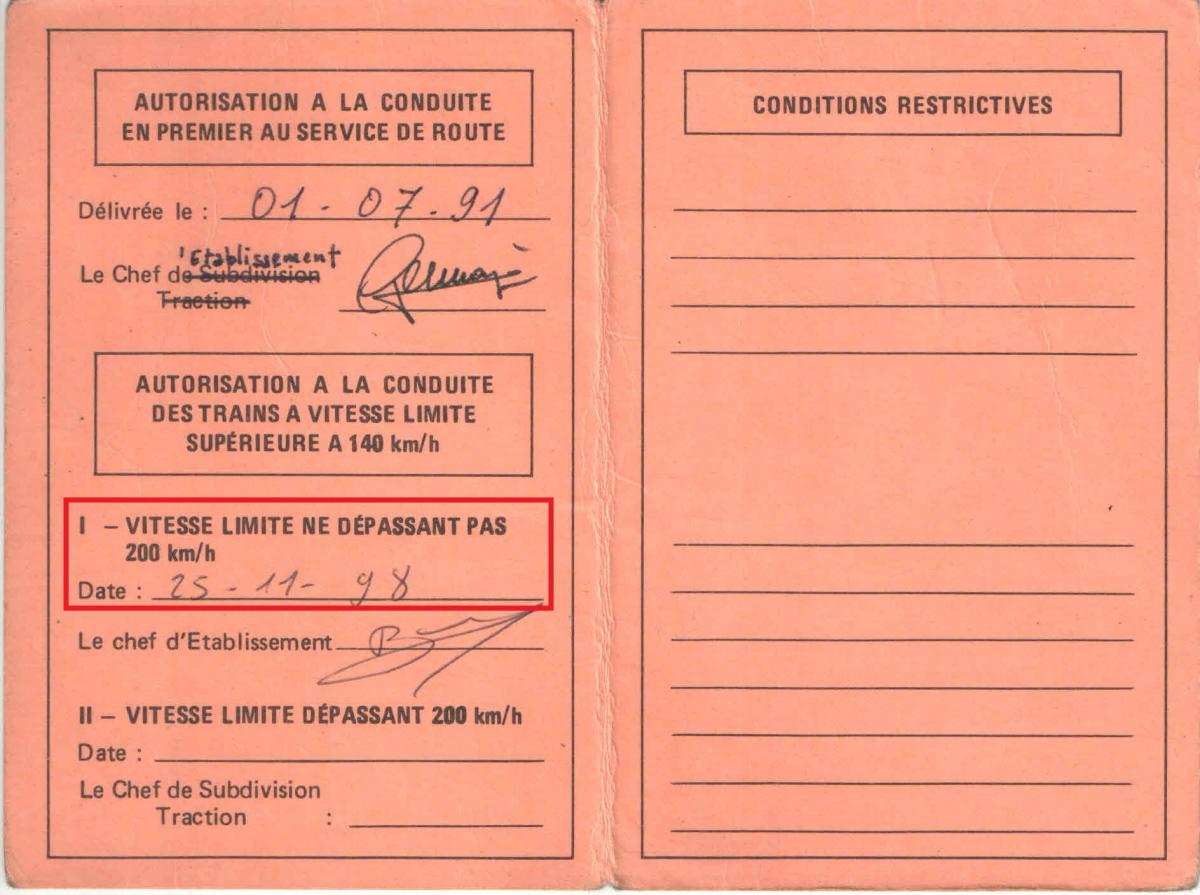 AUTORISATION A LA CONDUITE
EN PREMIER AU SERVICE DE ROUTE
Délivrée le : 01 - 07 - 91
'Etablissement
Le Chef de Subdivision
Traction
AUTORISATION A LA CONDUITE
DES TRAINS A VITESSE LIMITE
SUPÉRIEURE A 140 km/h
I – VITESSE LIMITE NE DÉPASSANT PAS
200 km/h
Date : 25 - 11 - 98
Le chef d'Etablissement
II – VITESSE LIMITE DÉPASSANT 200 km/h
Date :
Le Chef de Subdivision
Traction :
CONDITIONS RESTRICTIVES